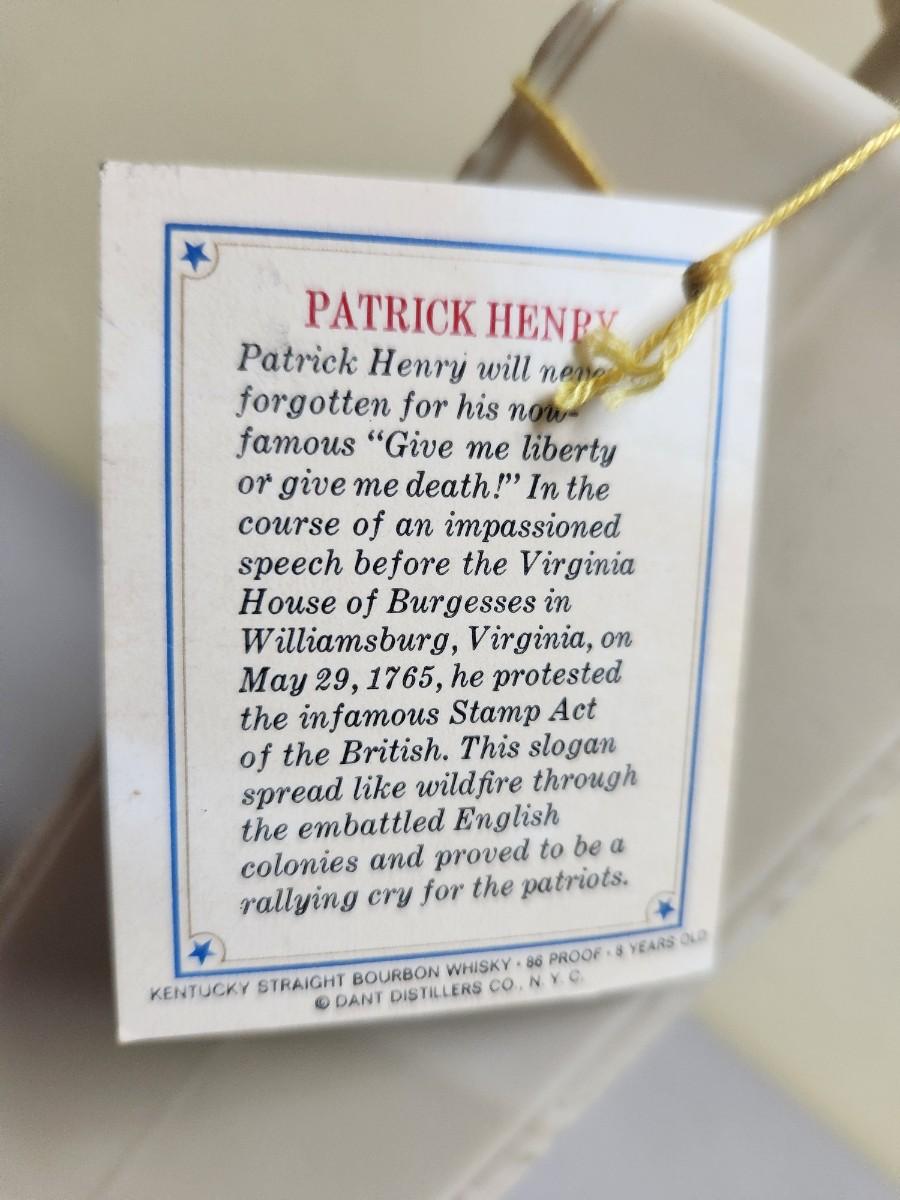 PATRICK HENRY
Patrick Henry will never
forgotten for his now-
famous “Give me liberty
or give me death!” In the
course of an impassioned
speech before the Virginia
House of Burgesses in
Williamsburg, Virginia, on
May 29, 1765, he protested
the infamous Stamp Act
of the British. This slogan
spread like wildfire through
the embattled English
colonies and proved to be a
rallying cry for the patriots.
KENTUCKY STRAIGHT BOURBON WHISKY • 86 PROOF • 8 YEARS OLD
© DANT DISTILLERS CO., N. Y. C.